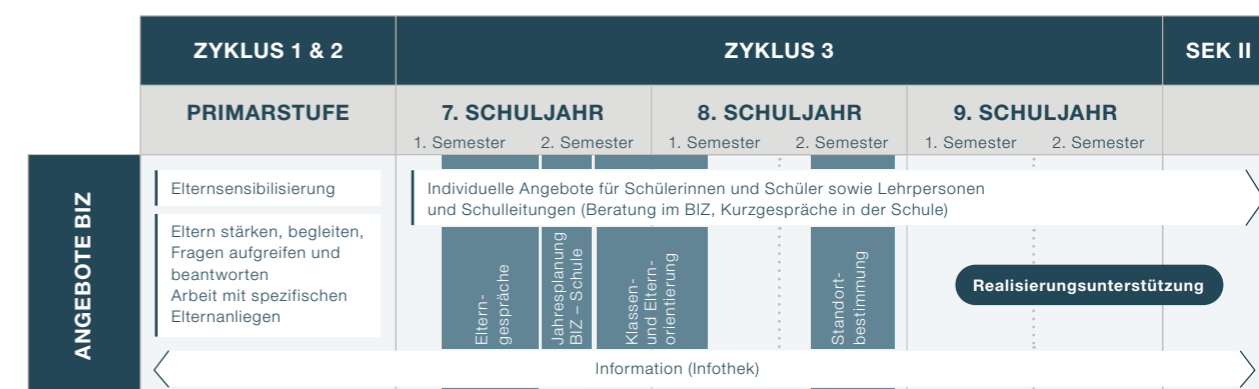 ZYKLUS 1 & 2
ZYKLUS 3
SEK II
PRIMARSTUFE
7. SCHULJAHR
8. SCHULJAHR
9. SCHULJAHR
1. Semester
2. Semester
1. Semester
2. Semester
1. Semester
2. Semester
ANGEBOTE BIZ
Elternsensibilisierung
Eltern stärken, begleiten,
Fragen aufgreifen und
beantworten
Arbeit mit spezifischen
Elternanliegen
Individuelle Angebote für Schülerinnen und Schüler sowie Lehrpersonen
und Schulleitungen (Beratung im BIZ, Kurzgespräche in der Schule)
Eltern-
gespräche
Jahresplanung
BIZ – Schule
Klassen-
und Eltern-
orientierung
Standort-
bestimmung
Realisierungsunterstützung
Information (Infothek)